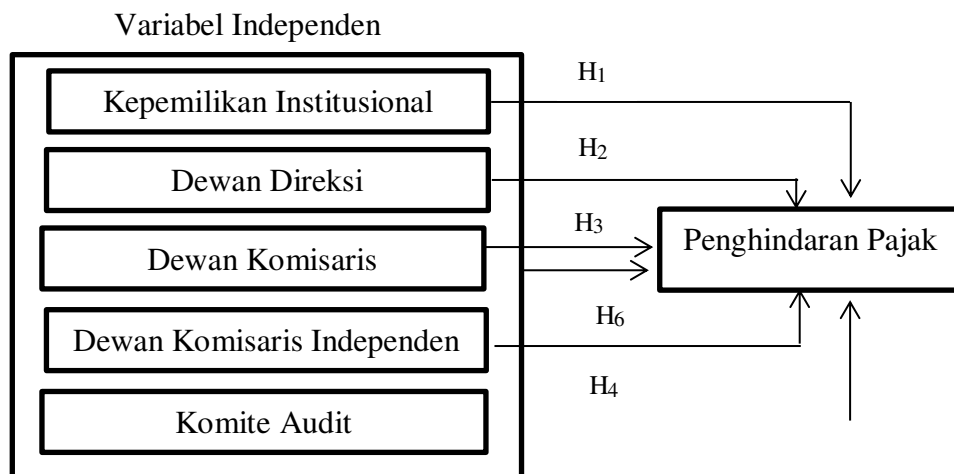 Variabel Independen
Kepemilikan Institusional
H1
Dewan Direksi
H2
Dewan Komisaris
H3
Penghindaran Pajak
H6
Dewan Komisaris Independen
H4
Komite Audit